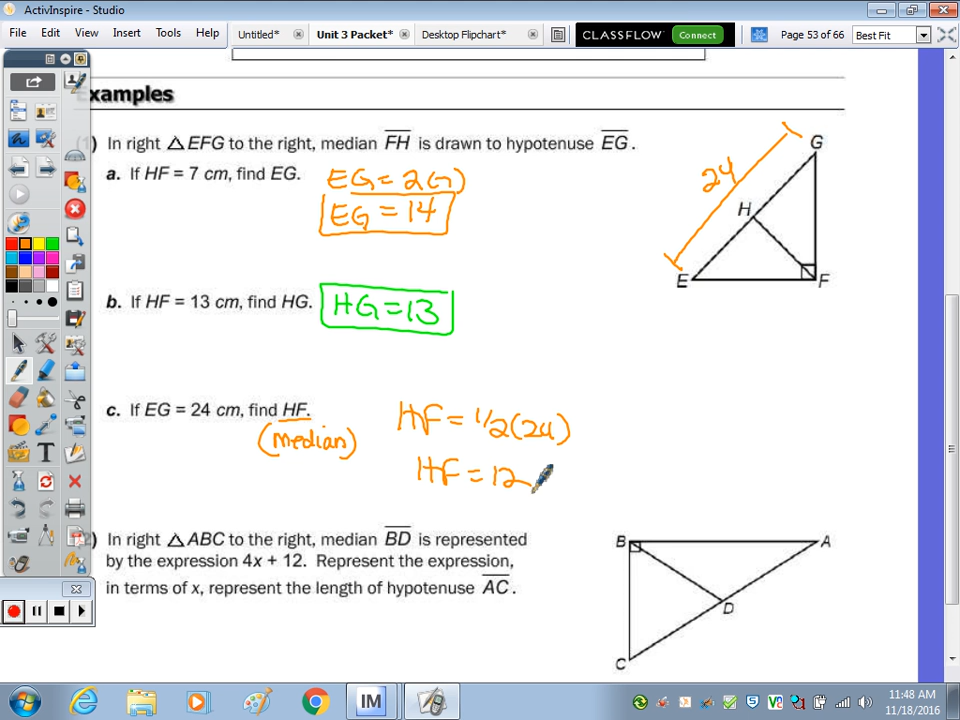 ActivInspire - Studio
File Edit View Insert Tools Help
Untitled* Unit 3 Packet* Desktop Flipchart*
CLASSFLOW Connect
Page 53 of 66 Best Fit
Examples
(1) In right △EFG to the right, median FH is drawn to hypotenuse EG.
a. If HF = 7 cm, find EG.
EG = 2(7)
EG = 14
24
G
H
E
F
b. If HF = 13 cm, find HG.
HG = 13
c. If EG = 24 cm, find HF.
(median)
HF = 1/2(24)
HF = 12
2) In right △ABC to the right, median BD is represented
by the expression 4x + 12. Represent the expression,
in terms of x, represent the length of hypotenuse AC.
B
A
D
C
IM
11:48 AM
11/18/2016